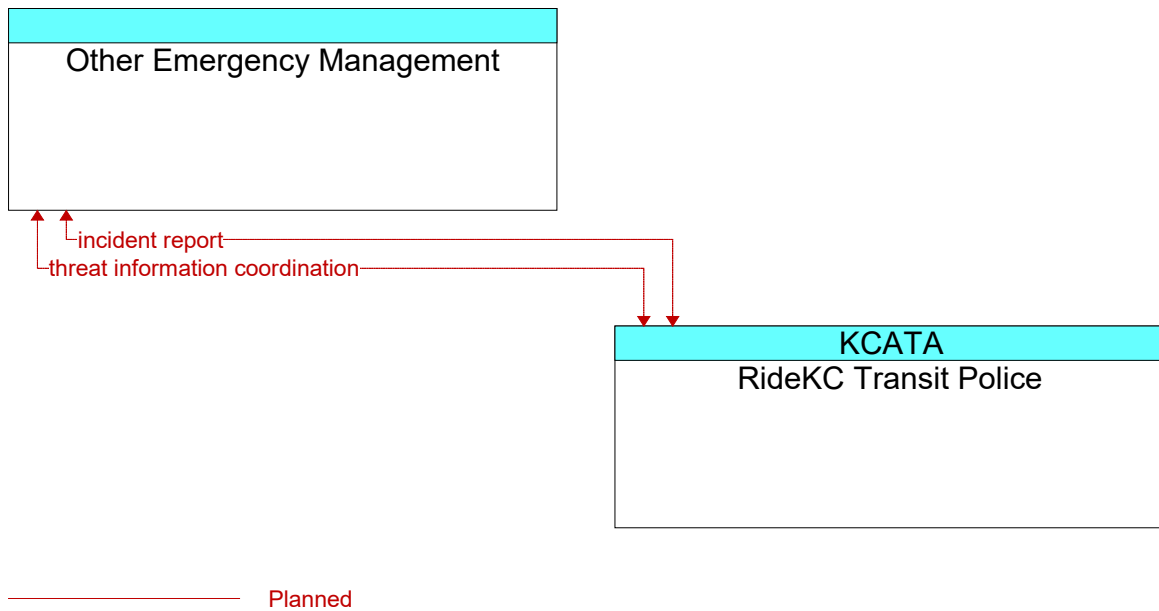 Other Emergency Management
incident report
threat information coordination
KCATA
RideKC Transit Police
Planned